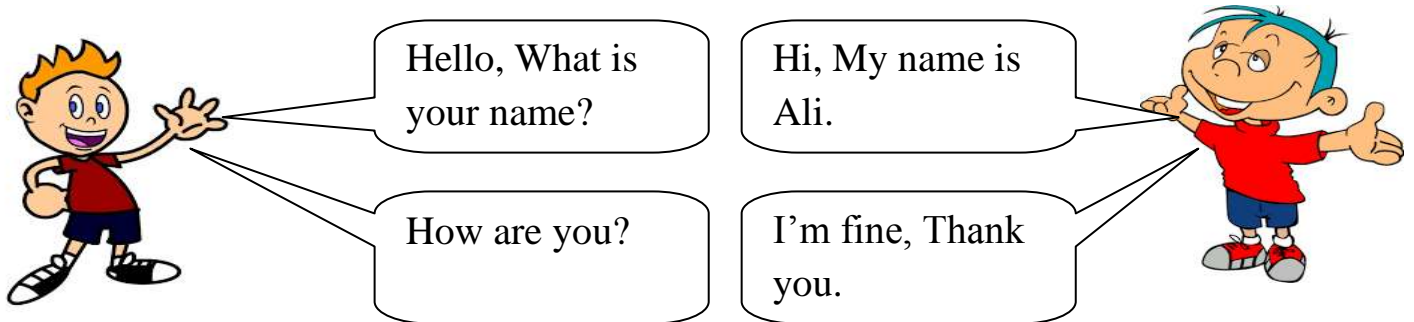 Hello, What is
your name?
Hi, My name is
Ali.
How are you?
I’m fine, Thank
you.